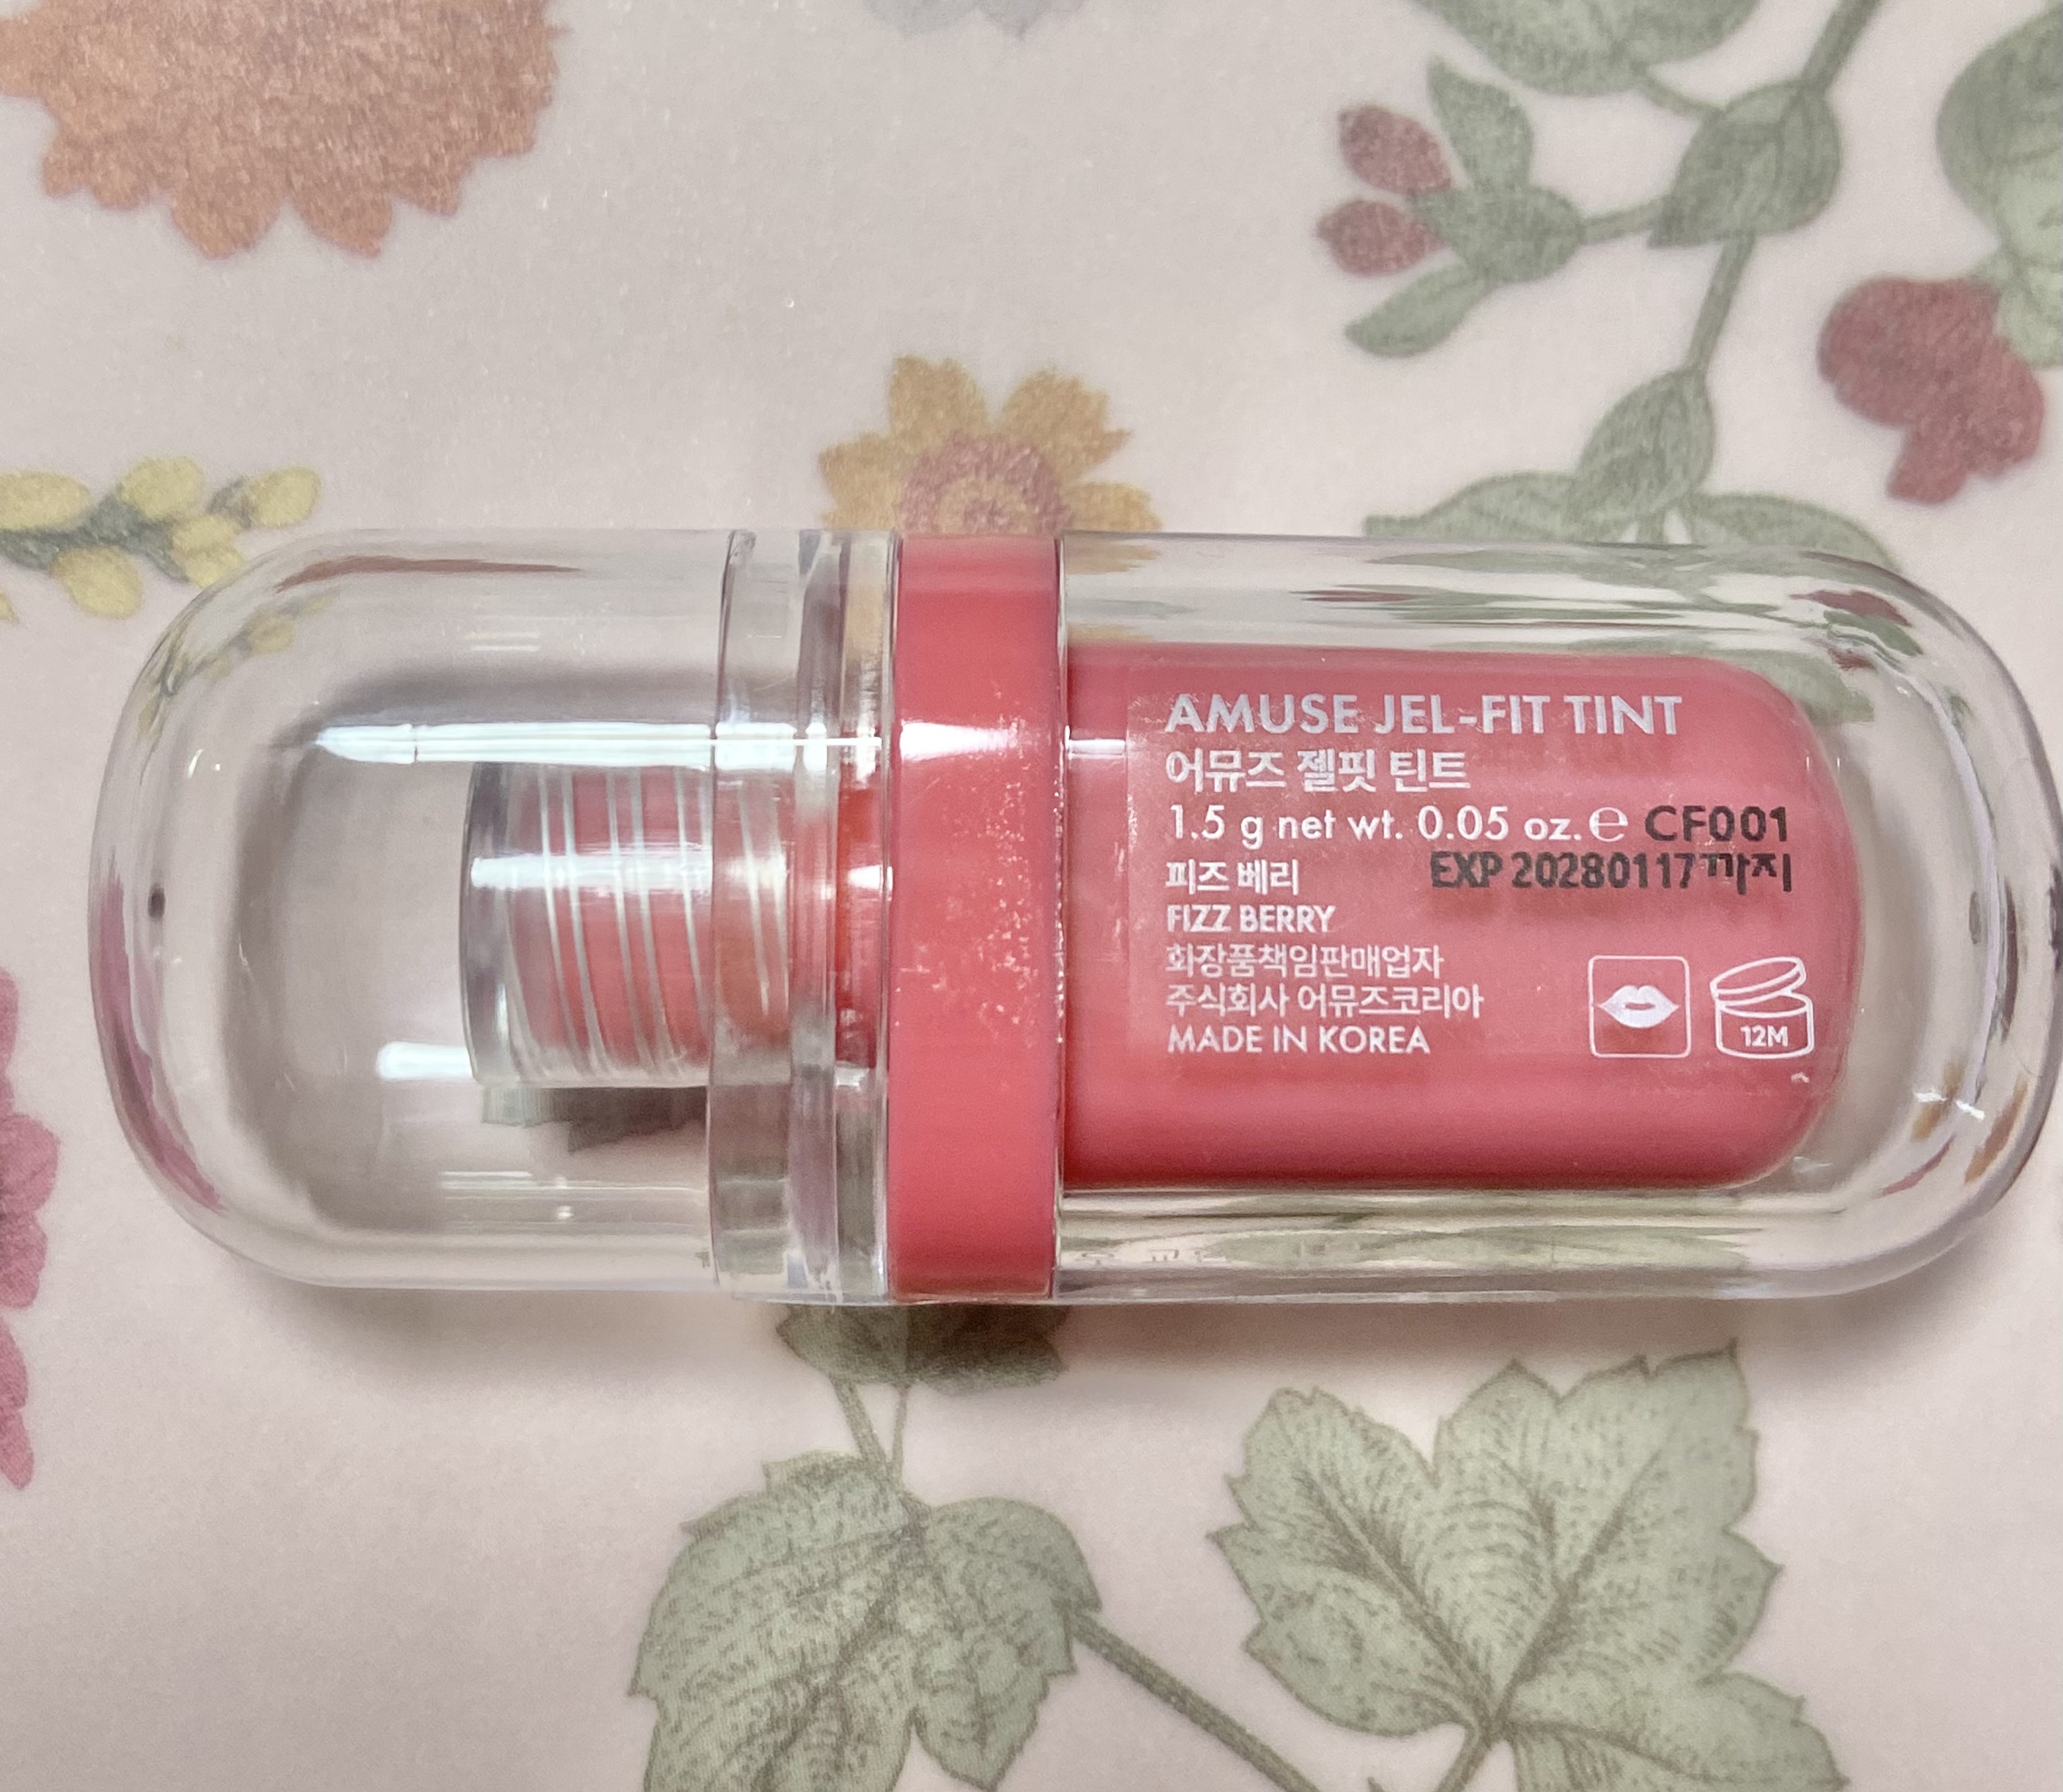 AMUSE JEL-FIT TINT
어뮤즈 젤핏 틴트
1.5 g net wt. 0.05 oz. ℮ CF001
피즈 베리 EXP 20280117까지
FIZZ BERRY
화장품책임판매업자
주식회사 어뮤즈코리아
MADE IN KOREA
12M